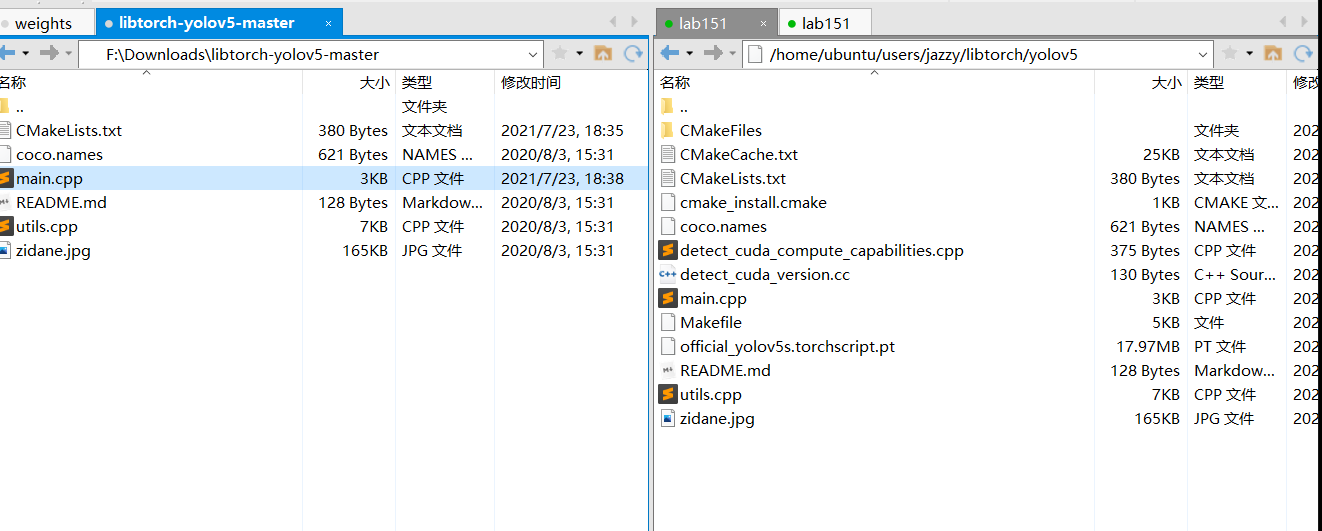 weights libtorch-yolov5-master × lab151 × lab151
F:\Downloads\libtorch-yolov5-master /home/ubuntu/users/jazzy/libtorch/yolov5
名称 大小 类型 修改时间 名称 大小 类型 修改
.. 文件夹 ..
CMakeLists.txt 380 Bytes 文本文档 2021/7/23, 18:35 CMakeFiles 文件夹 202
coco.names 621 Bytes NAMES ... 2020/8/3, 15:31 CMakeCache.txt 25KB 文本文档 202
main.cpp 3KB CPP 文件 2021/7/23, 18:38 CMakeLists.txt 380 Bytes 文本文档 202
README.md 128 Bytes Markdow... 2020/8/3, 15:31 cmake_install.cmake 1KB CMAKE 文... 202
utils.cpp 7KB CPP 文件 2020/8/3, 15:31 coco.names 621 Bytes NAMES ... 202
zidane.jpg 165KB JPG 文件 2020/8/3, 15:31 detect_cuda_compute_capabilities.cpp 375 Bytes CPP 文件 202
C++ detect_cuda_version.cc 130 Bytes C++ Sour... 202
main.cpp 3KB CPP 文件 202
Makefile 5KB 文件 202
official_yolov5s.torchscript.pt 17.97MB PT 文件 202
README.md 128 Bytes Markdow... 202
utils.cpp 7KB CPP 文件 202
zidane.jpg 165KB JPG 文件 202